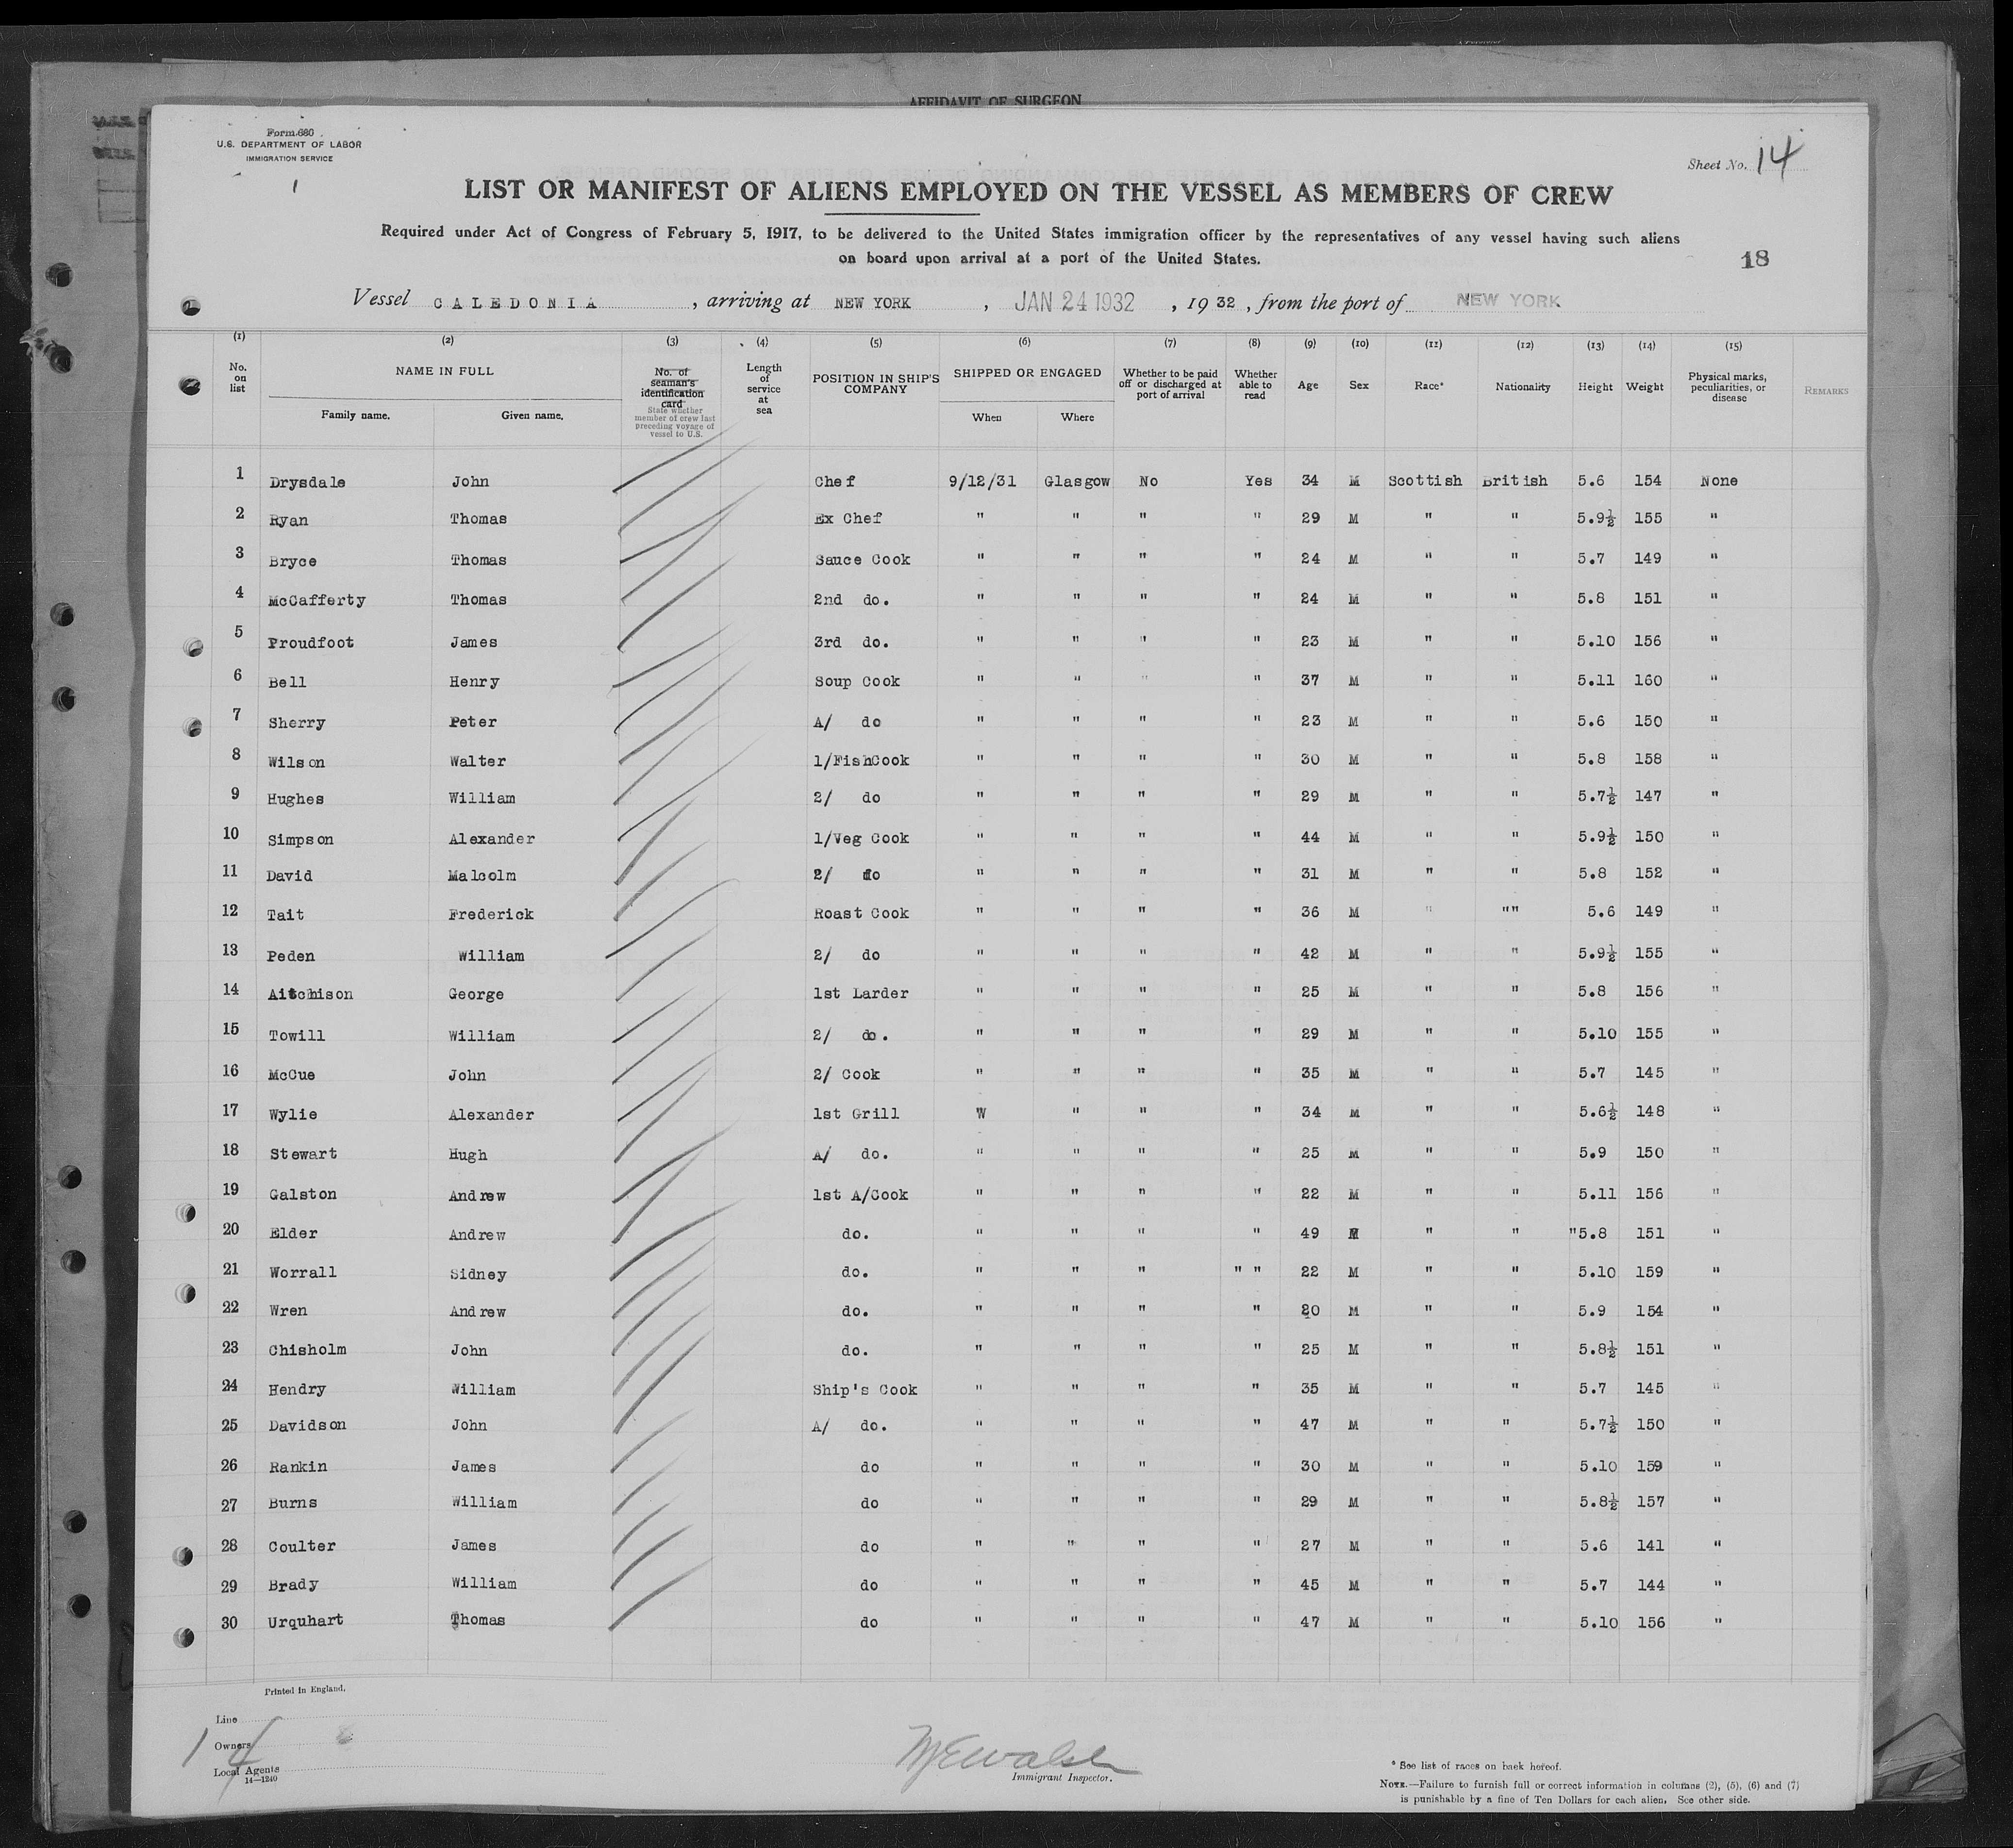 AFFIDAVIT OF SURGEON
Form 680
U.S. DEPARTMENT OF LABOR
IMMIGRATION SERVICE
Sheet No. 14
LIST OR MANIFEST OF ALIENS EMPLOYED ON THE VESSEL AS MEMBERS OF CREW
Required under Act of Congress of February 5, 1917, to be delivered to the United States immigration officer by the representatives of any vessel having such aliens
on board upon arrival at a port of the United States.
18
Vessel CALEDONIA, arriving at NEW YORK, JAN 24 1932, 19 32, from the port of NEW YORK
(1) (2) (3) (4) (5) (6) (7) (8) (9) (10) (11) (12) (13) (14) (15)
No. on list NAME IN FULL Family name. Given name. No. of seaman's identification card State whether member of crew last preceding voyage of vessel to U.S. Length of service at sea POSITION IN SHIP'S COMPANY SHIPPED OR ENGAGED When Where Whether to be paid off or discharged at port of arrival Whether able to read Age Sex Race* Nationality Height Weight Physical marks, peculiarities, or disease REMARKS
1 Drysdale John Chef 9/12/31 Glasgow No Yes 34 M Scottish British 5.6 154 None
2 Ryan Thomas Ex Chef " " " " 29 M " " 5.9½ 155 "
3 Bryce Thomas Sauce Cook " " " " 24 M " " 5.7 149 "
4 McCafferty Thomas 2nd do. " " " " 24 M " " 5.8 151 "
5 Proudfoot James 3rd do. " " " " 23 M " " 5.10 156 "
6 Bell Henry Soup Cook " " " " 37 M " " 5.11 160 "
7 Sherry Peter A/ do " " " " 23 M " " 5.6 150 "
8 Wilson Walter 1/FishCook " " " " 30 M " " 5.8 158 "
9 Hughes William 2/ do " " " " 29 M " " 5.7½ 147 "
10 Simpson Alexander 1/Veg Cook " " " " 44 M " " 5.9½ 150 "
11 David Malcolm 2/ do " " " " 31 M " " 5.8 152 "
12 Tait Frederick Roast Cook " " " " 36 M " "" 5.6 149 "
13 Peden William 2/ do " " " " 42 M " " 5.9½ 155 "
14 Aitchison George 1st Larder " " " " 25 M " " 5.8 156 "
15 Towill William 2/ do. " " " " 29 M " " 5.10 155 "
16 McCue John 2/ Cook " " " " 35 M " " 5.7 145 "
17 Wylie Alexander 1st Grill W " " " 34 M " " 5.6½ 148 "
18 Stewart Hugh A/ do. " " " " 25 M " " 5.9 150 "
19 Galston Andrew 1st A/Cook " " " " 22 M " " 5.11 156 "
20 Elder Andrew do. " " " " 49 M " " "5.8 151 "
21 Worrall Sidney do. " " " " " 22 M " " 5.10 159 "
22 Wren Andrew do. " " " " 20 M " " 5.9 154 "
23 Chisholm John do. " " " " 25 M " " 5.8½ 151 "
24 Hendry William Ship's Cook " " " " 35 M " " 5.7 145 "
25 Davidson John A/ do. " " " " 47 M " " 5.7½ 150 "
26 Rankin James do " " " " 30 M " " 5.10 159 "
27 Burns William do " " " " 29 M " " 5.8½ 157 "
28 Coulter James do " " " " 27 M " " 5.6 141 "
29 Brady William do " " " " 45 M " " 5.7 144 "
30 Urquhart Thomas do " " " " 47 M " " 5.10 156 "
Printed in England.
Line
Owners
Local Agents
14—1240
14
M E Walsh
Immigrant Inspector.
* See list of races on back hereof.
NOTE.—Failure to furnish full or correct information in columns (2), (5), (6) and (7)
is punishable by a fine of Ten Dollars for each alien. See other side.